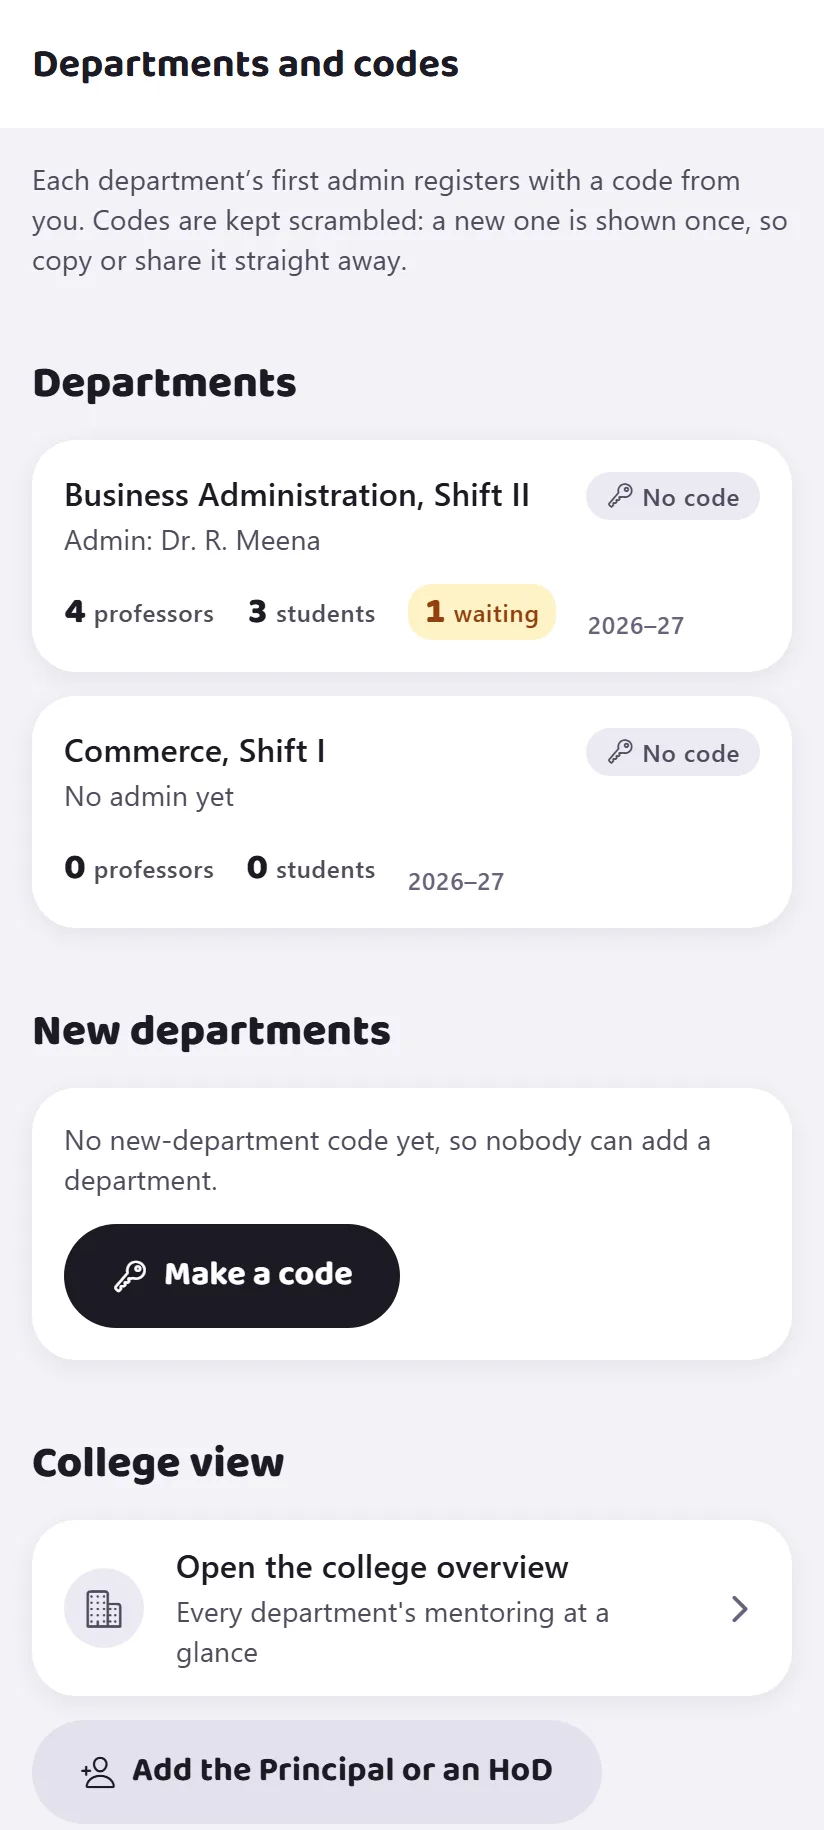 Departments and codes
Each department’s first admin registers with a code from
you. Codes are kept scrambled: a new one is shown once, so
copy or share it straight away.
Departments
Business Administration, Shift II
No code
Admin: Dr. R. Meena
4 professors 3 students 1 waiting 2026–27
Commerce, Shift I
No code
No admin yet
0 professors 0 students 2026–27
New departments
No new-department code yet, so nobody can add a
department.
Make a code
College view
Open the college overview
Every department's mentoring at a
glance
Add the Principal or an HoD